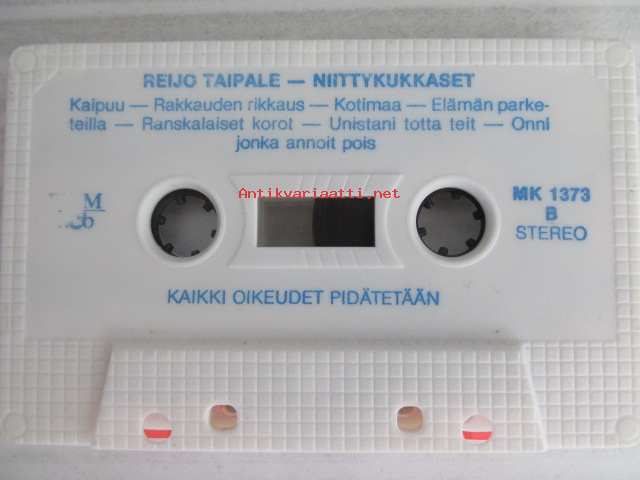 REIJO TAIPALE — NIITTYKUKKASET
Kaipuu — Rakkauden rikkaus — Kotimaa — Elämän parke-
teilla — Ranskalaiset korot — Unistani totta teit — Onni
jonka annoit pois
Antikvariaatti.net
M
MK 1373
B
STEREO
KAIKKI OIKEUDET PIDÄTETÄÄN